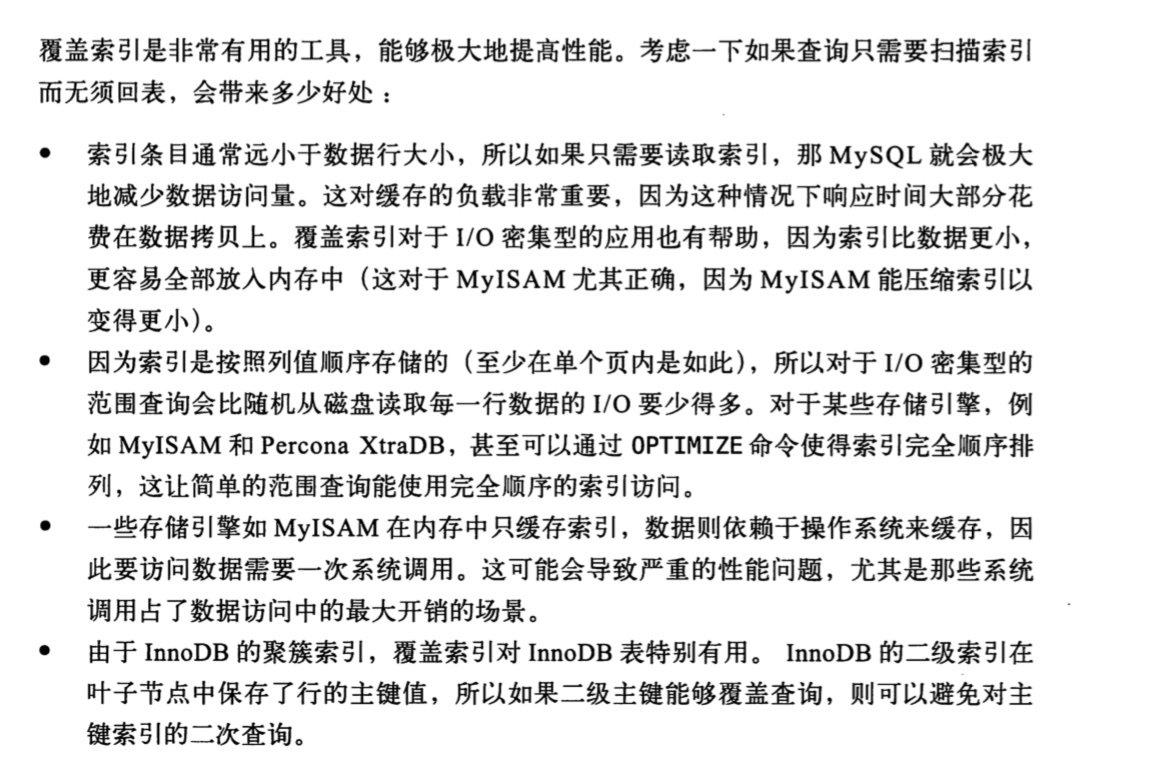 覆盖索引是非常有用的工具，能够极大地提高性能。考虑一下如果查询只需要扫描索引
而无须回表，会带来多少好处：
● 索引条目通常远小于数据行大小，所以如果只需要读取索引，那 MySQL 就会极大
地减少数据访问量。这对缓存的负载非常重要，因为这种情况下响应时间大部分花
费在数据拷贝上。覆盖索引对于 I/O 密集型的应用也有帮助，因为索引比数据更小，
更容易全部放入内存中（这对于 MyISAM 尤其正确，因为 MyISAM 能压缩索引以
变得更小）。
● 因为索引是按照列值顺序存储的（至少在单个页内是如此），所以对于 I/O 密集型的
范围查询会比随机从磁盘读取每一行数据的 I/O 要少得多。对于某些存储引擎，例
如 MyISAM 和 Percona XtraDB，甚至可以通过 OPTIMIZE 命令使得索引完全顺序排
列，这让简单的范围查询能使用完全顺序的索引访问。
● 一些存储引擎如 MyISAM 在内存中只缓存索引，数据则依赖于操作系统来缓存，因
此要访问数据需要一次系统调用。这可能会导致严重的性能问题，尤其是那些系统
调用占了数据访问中的最大开销的场景。
● 由于 InnoDB 的聚簇索引，覆盖索引对 InnoDB 表特别有用。 InnoDB 的二级索引在
叶子节点中保存了行的主键值，所以如果二级主键能够覆盖查询，则可以避免对主
键索引的二次查询。